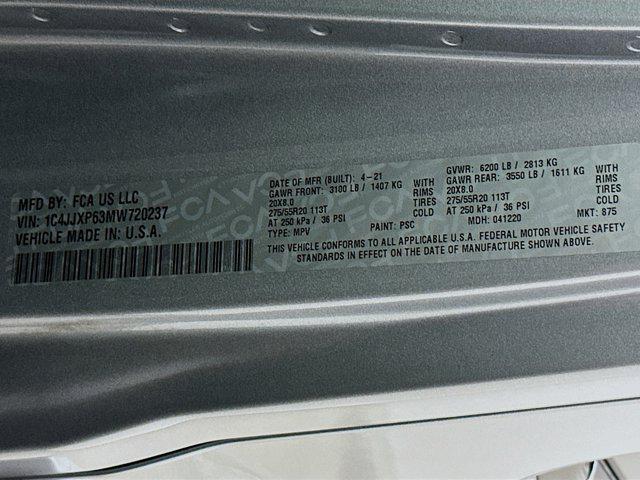 MFD BY: FCA US LLC
VIN: 1C4JJXP63MW720237
VEHICLE MADE IN: U.S.A.
DATE OF MFR (BUILT): 4-21
GAWR FRONT: 3100 LB / 1407 KG WITH
20X8.0 RIMS
275/55R20 113T TIRES
AT 250 kPa / 36 PSI COLD
TYPE: MPV PAINT: PSC
GVWR: 6200 LB / 2813 KG
GAWR REAR: 3550 LB / 1611 KG WITH
20X8.0 RIMS
275/55R20 113T TIRES
AT 250 kPa / 36 PSI COLD
MDH: 041220 MKT: 875
THIS VEHICLE CONFORMS TO ALL APPLICABLE U.S.A. FEDERAL MOTOR VEHICLE SAFETY
STANDARDS IN EFFECT ON THE DATE OF MANUFACTURE SHOWN ABOVE.